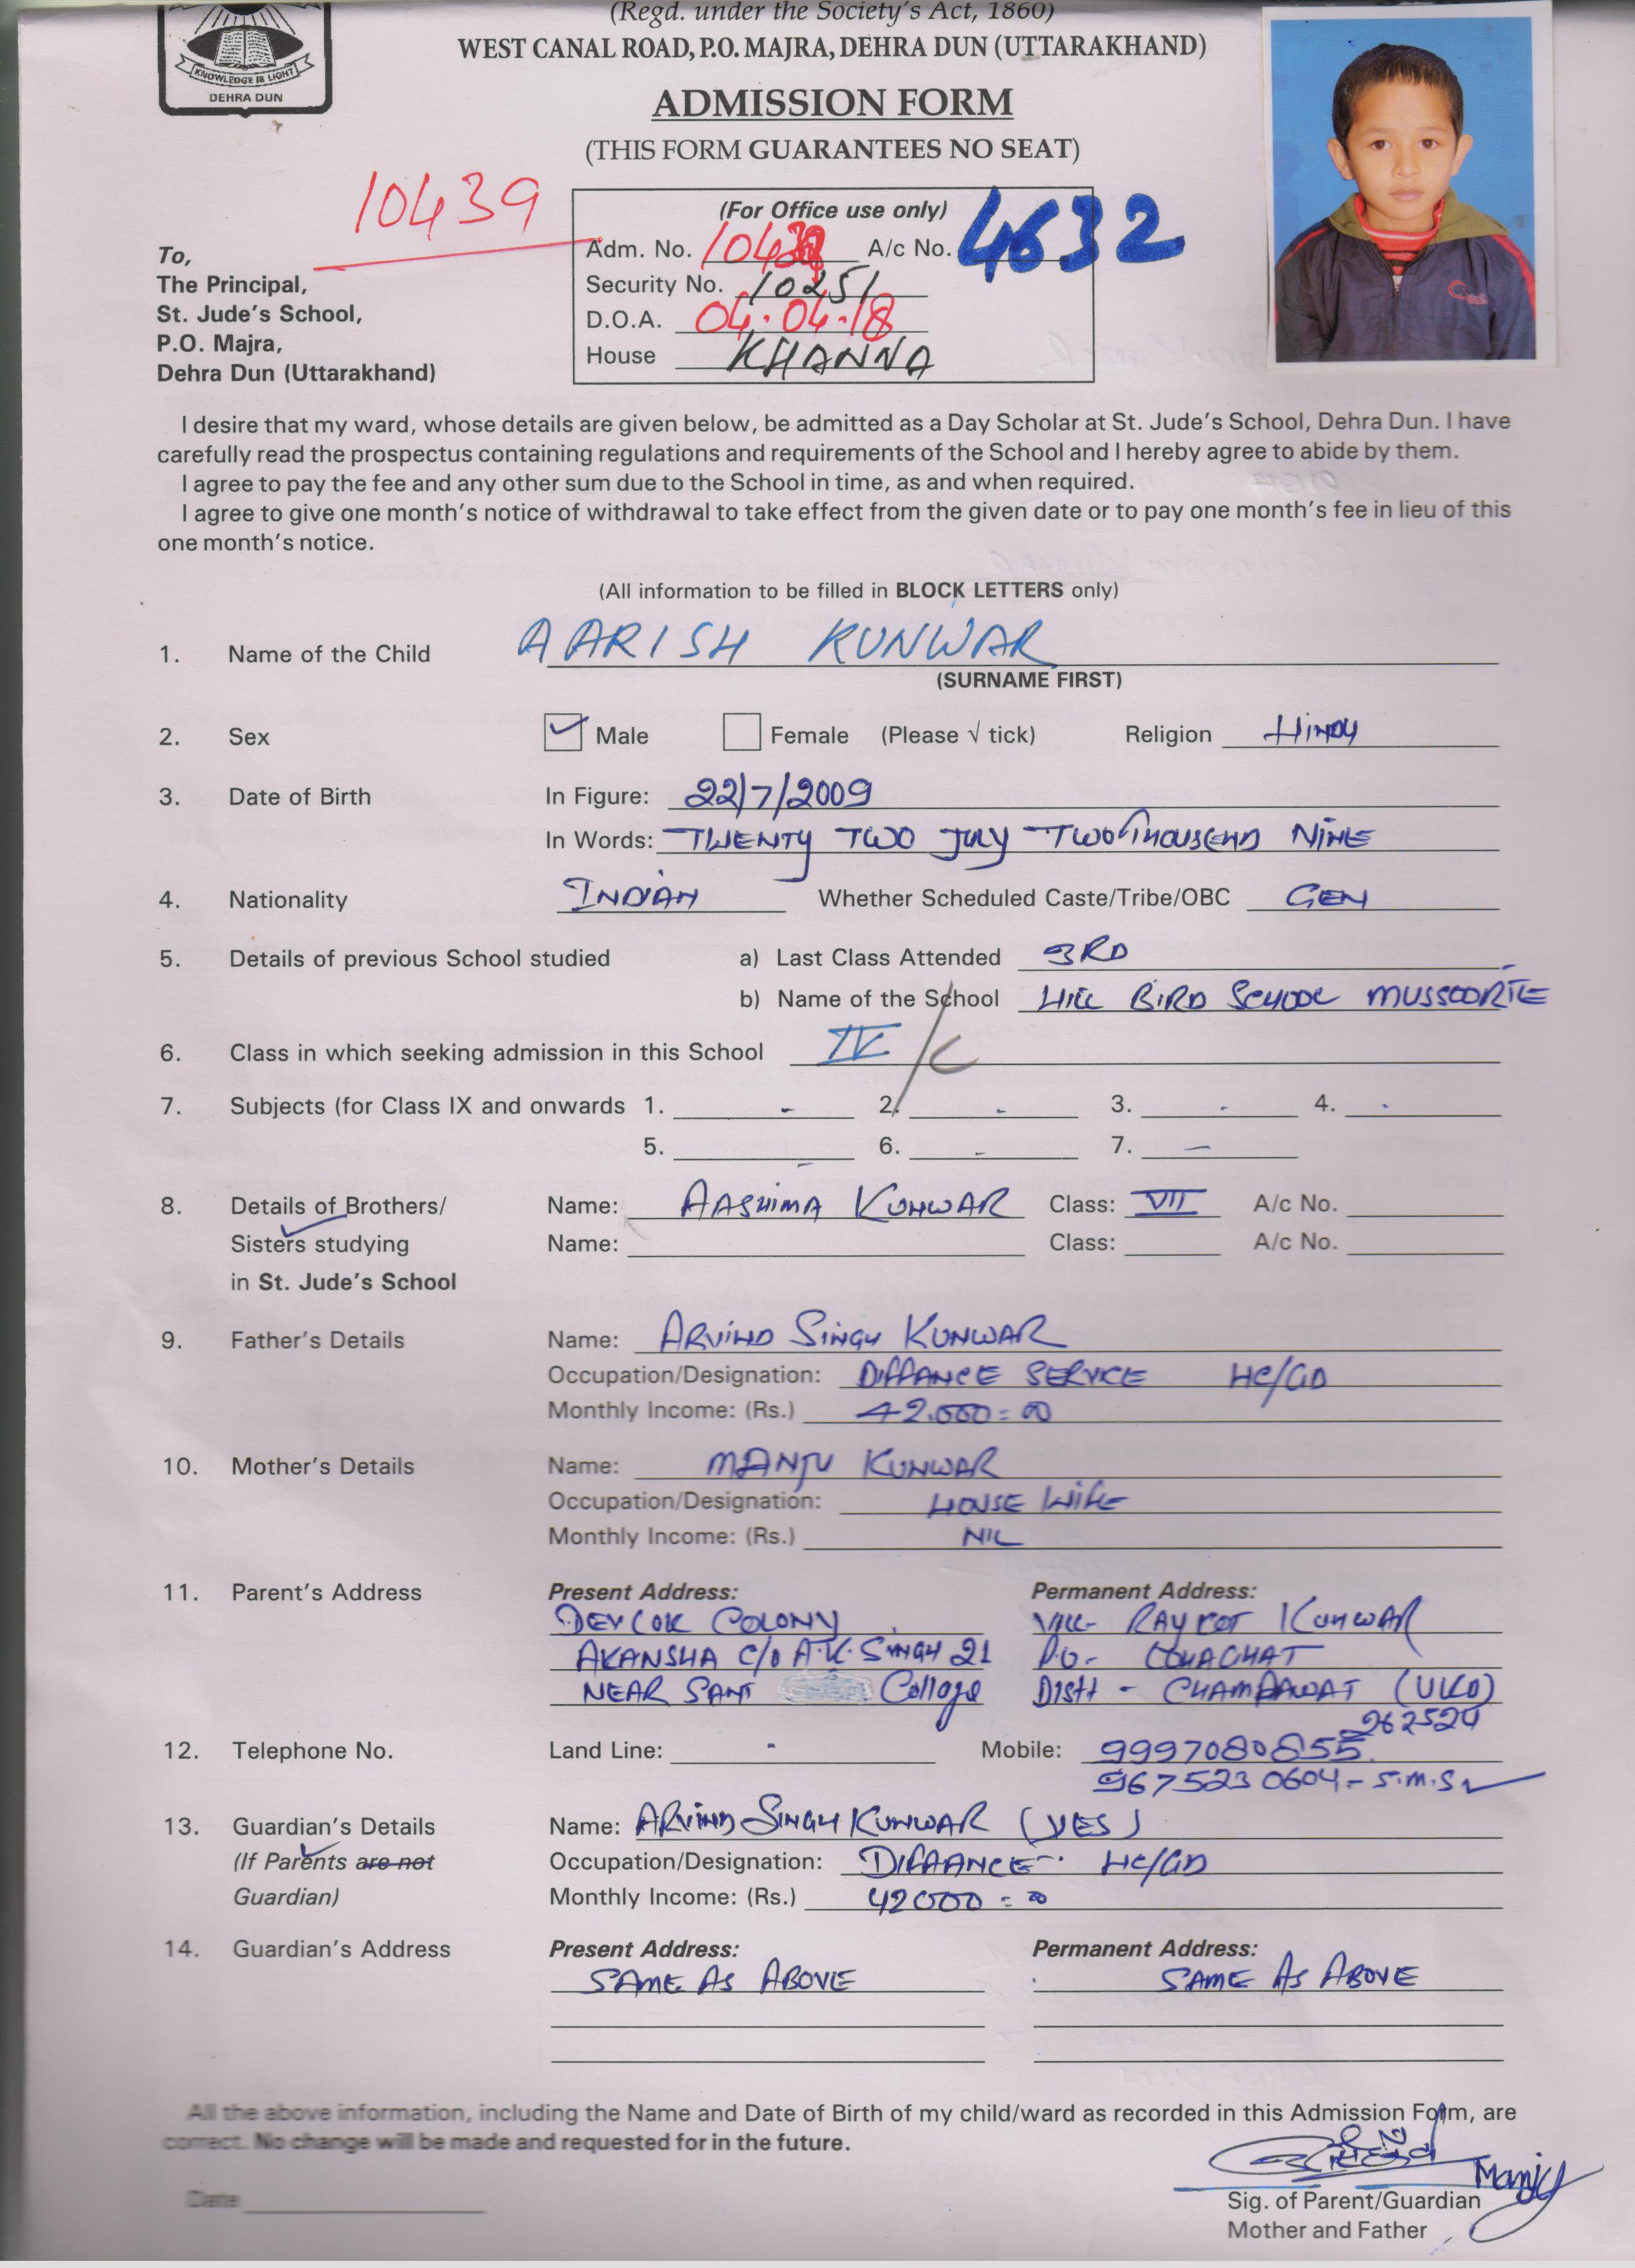 (Regd. under the Society's Act, 1860)
WEST CANAL ROAD, P.O. MAJRA, DEHRA DUN (UTTARAKHAND)
KNOWLEDGE IS LIGHT
DEHRA DUN
ADMISSION FORM
(THIS FORM GUARANTEES NO SEAT)
10439
(For Office use only)
Adm. No. 10439 A/c No. 4632
Security No. 10251
D.O.A. 04.04.18
House KHANNA
To,
The Principal,
St. Jude's School,
P.O. Majra,
Dehra Dun (Uttarakhand)
I desire that my ward, whose details are given below, be admitted as a Day Scholar at St. Jude's School, Dehra Dun. I have
carefully read the prospectus containing regulations and requirements of the School and I hereby agree to abide by them.
I agree to pay the fee and any other sum due to the School in time, as and when required.
I agree to give one month's notice of withdrawal to take effect from the given date or to pay one month's fee in lieu of this
one month's notice.
(All information to be filled in BLOCK LETTERS only)
1. Name of the Child AARISH KUNWAR
(SURNAME FIRST)
2. Sex Male Female (Please √ tick) Religion HINDU
3. Date of Birth In Figure: 22/7/2009
In Words: TWENTY TWO JULY TWO THOUSEND NINE
4. Nationality INDIAN Whether Scheduled Caste/Tribe/OBC GEN
5. Details of previous School studied a) Last Class Attended 3RD
b) Name of the School HILL BIRD SCHOOL MUSSOORIE
6. Class in which seeking admission in this School IV /C
7. Subjects (for Class IX and onwards 1. - 2. - 3. - 4. -
5. - 6. - 7. -
8. Details of Brothers/ Name: AASHIMA KUNWAR Class: VII A/c No.
Sisters studying Name: Class: A/c No.
in St. Jude's School
9. Father's Details Name: ARVIND SINGH KUNWAR
Occupation/Designation: DIFFANCE SERVICE HC/GD
Monthly Income: (Rs.) 42.000=00
10. Mother's Details Name: MANJU KUNWAR
Occupation/Designation: HOUSE WIFE
Monthly Income: (Rs.) NIL
11. Parent's Address Present Address: Permanent Address:
DEVLOK COLONY VILL- RAYKOT KUNWAR
AKANSHA C/O A.K. SINGH 21 P.O.- LOHAGHAT
NEAR SANT College DISTT - CHAMPAWAT (UKD)
262524
12. Telephone No. Land Line: - Mobile: 9997080855
9675230604 - S.M.S
13. Guardian's Details Name: ARVIND SINGH KUNWAR (YES)
(If Parents are not Occupation/Designation: DIFAANCE HC/GD
Guardian) Monthly Income: (Rs.) 42000=00
14. Guardian's Address Present Address: Permanent Address:
SAME AS ABOVE SAME AS ABOVE
All the above information, including the Name and Date of Birth of my child/ward as recorded in this Admission Form, are
correct. No change will be made and requested for in the future.
Manju
Date
Sig. of Parent/Guardian
Mother and Father